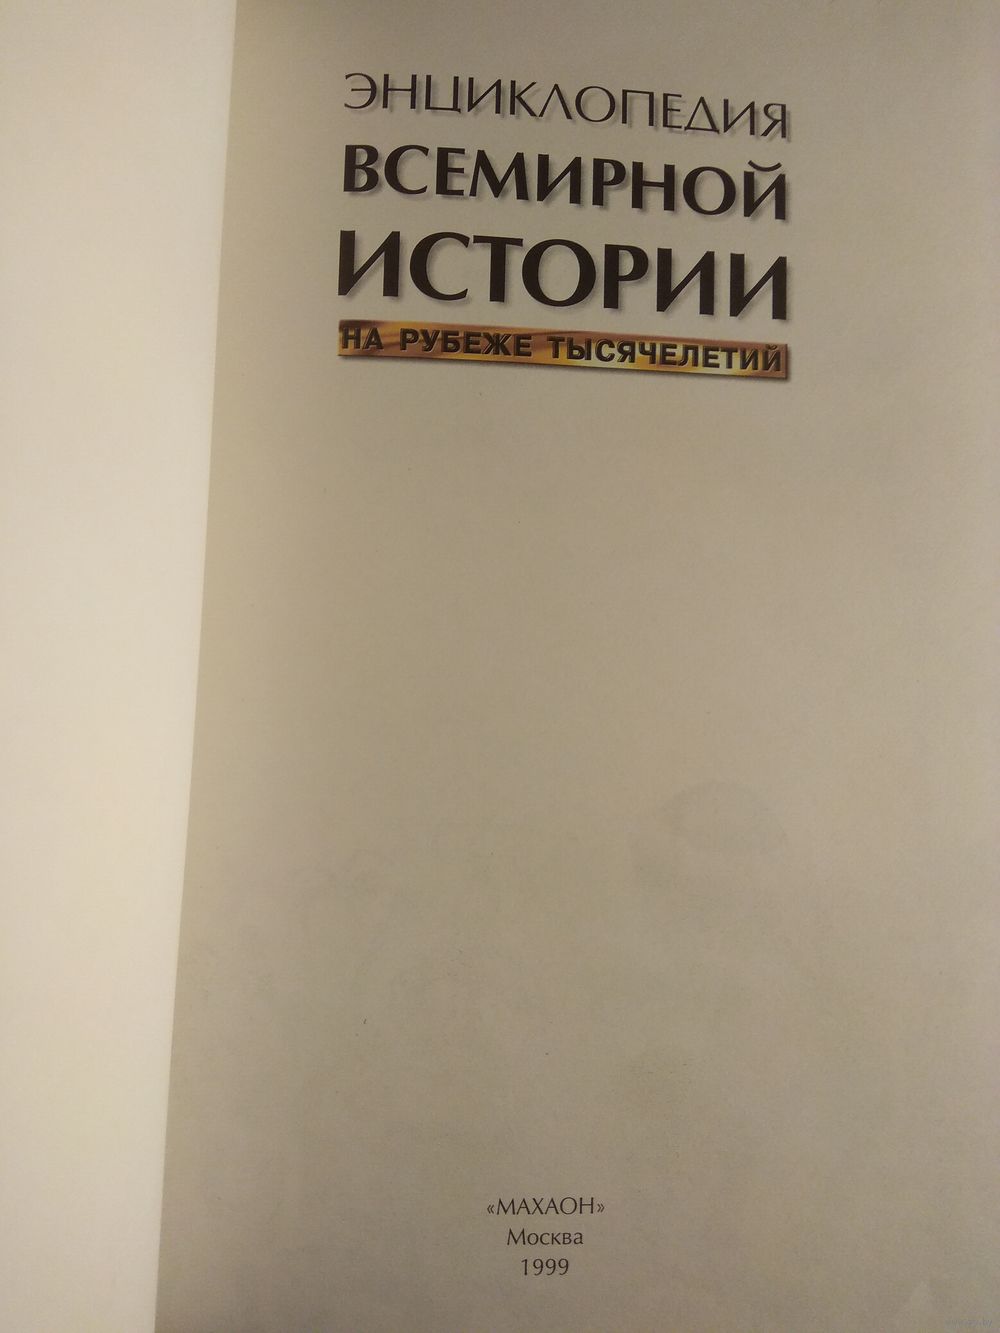 ЭНЦИКЛОПЕДИЯ
ВСЕМИРНОЙ
ИСТОРИИ
НА РУБЕЖЕ ТЫСЯЧЕЛЕТИЙ
«МАХАОН»
Москва
1999